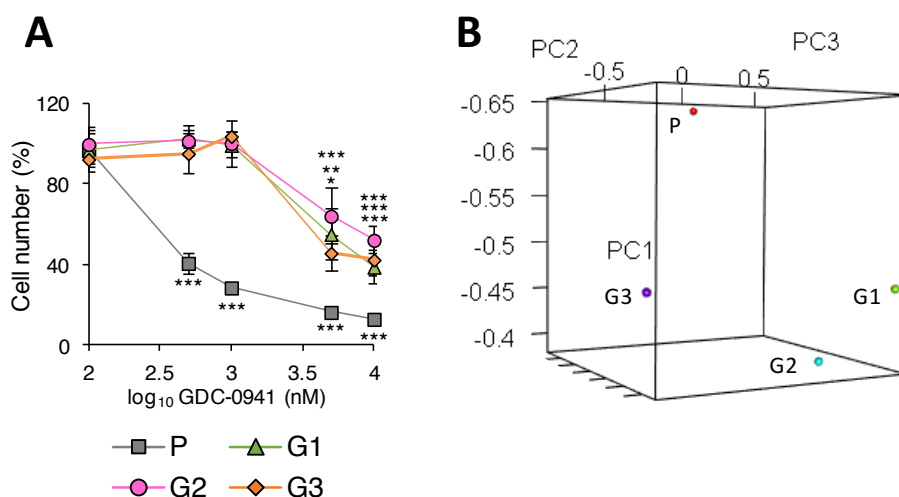 A
120
80
40
0
Cell number (%)
***
**
*
***
***
***
***
***
***
***
2 2.5 3 3.5 4
log₁₀ GDC-0941 (nM)
P G1
G2 G3
B
PC2 PC3
-0.5 0 0.5
-0.65
-0.6
-0.55
-0.5
-0.45
-0.4
PC1
P
G3
G1
G2